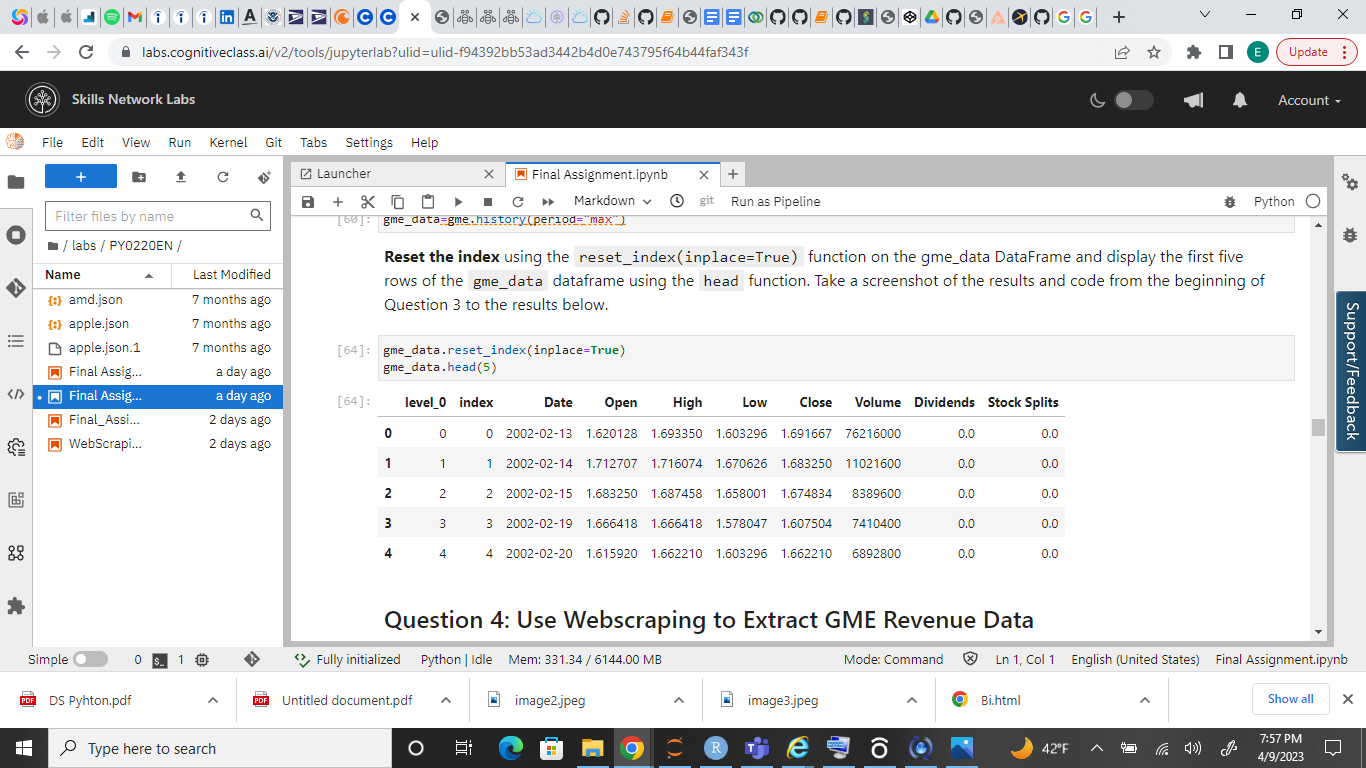 labs.cognitiveclass.ai/v2/tools/jupyterlab?ulid=ulid-f94392bb53ad3442b4d0e743795f64b44faf343f
E
Update
Skills Network Labs
Account
File Edit View Run Kernel Git Tabs Settings Help
Launcher
Final Assignment.ipynb
Filter files by name
/ labs / PY0220EN /
Name Last Modified
amd.json 7 months ago
apple.json 7 months ago
apple.json.1 7 months ago
Final Assig... a day ago
Final Assig... a day ago
Final_Assi... 2 days ago
WebScrapi... 2 days ago
Markdown git Run as Pipeline Python
[60]: gme_data=gme.history(period="max")
Reset the index using the reset_index(inplace=True) function on the gme_data DataFrame and display the first five
rows of the gme_data dataframe using the head function. Take a screenshot of the results and code from the beginning of
Question 3 to the results below.
[64]: gme_data.reset_index(inplace=True)
gme_data.head(5)
[64]: level_0 index Date Open High Low Close Volume Dividends Stock Splits
0 0 0 2002-02-13 1.620128 1.693350 1.603296 1.691667 76216000 0.0 0.0
1 1 1 2002-02-14 1.712707 1.716074 1.670626 1.683250 11021600 0.0 0.0
2 2 2 2002-02-15 1.683250 1.687458 1.658001 1.674834 8389600 0.0 0.0
3 3 3 2002-02-19 1.666418 1.666418 1.578047 1.607504 7410400 0.0 0.0
4 4 4 2002-02-20 1.615920 1.662210 1.603296 1.662210 6892800 0.0 0.0
Question 4: Use Webscraping to Extract GME Revenue Data
Support/Feedback
Simple 0 1 Fully initialized Python | Idle Mem: 331.34 / 6144.00 MB Mode: Command Ln 1, Col 1 English (United States) Final Assignment.ipynb
DS Pyhton.pdf
Untitled document.pdf
image2.jpeg
image3.jpeg
Bi.html
Show all
Type here to search
42°F
7:57 PM
4/9/2023